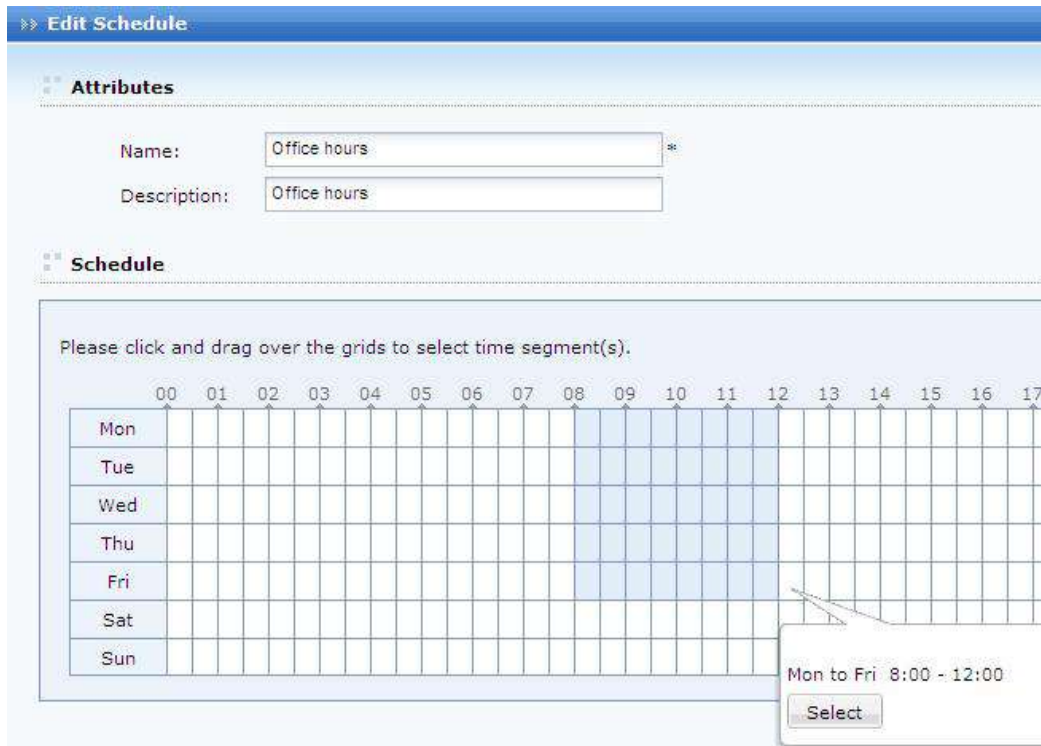 Edit Schedule
Attributes
Name: Office hours *
Description: Office hours
Schedule
Please click and drag over the grids to select time segment(s).
00 01 02 03 04 05 06 07 08 09 10 11 12 13 14 15 16 17
Mon
Tue
Wed
Thu
Fri
Sat
Sun
Mon to Fri 8:00 - 12:00
Select